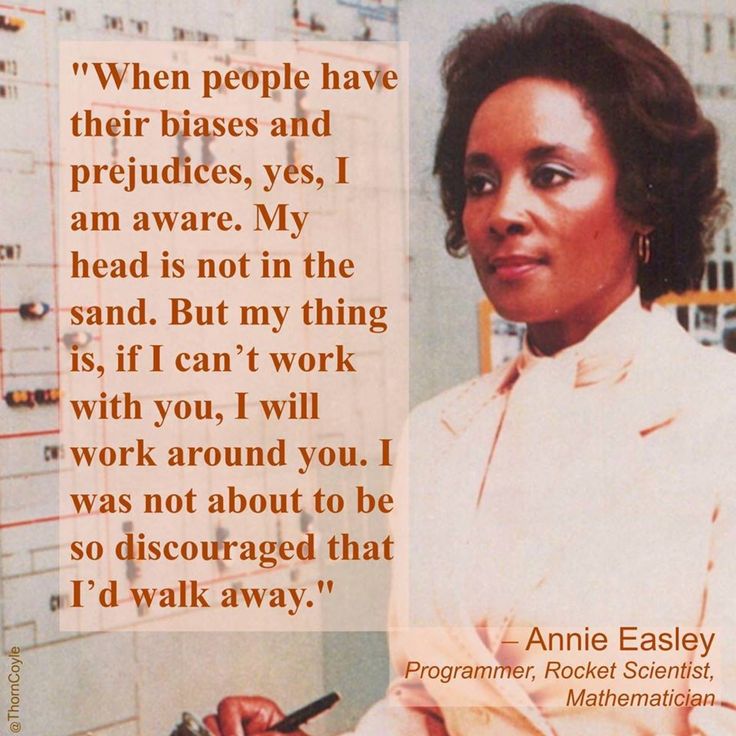 "When people have
their biases and
prejudices, yes, I
am aware. My
head is not in the
sand. But my thing
is, if I can’t work
with you, I will
work around you. I
was not about to be
so discouraged that
I’d walk away."
– Annie Easley
Programmer, Rocket Scientist,
Mathematician
@ThornCoyle
CW7